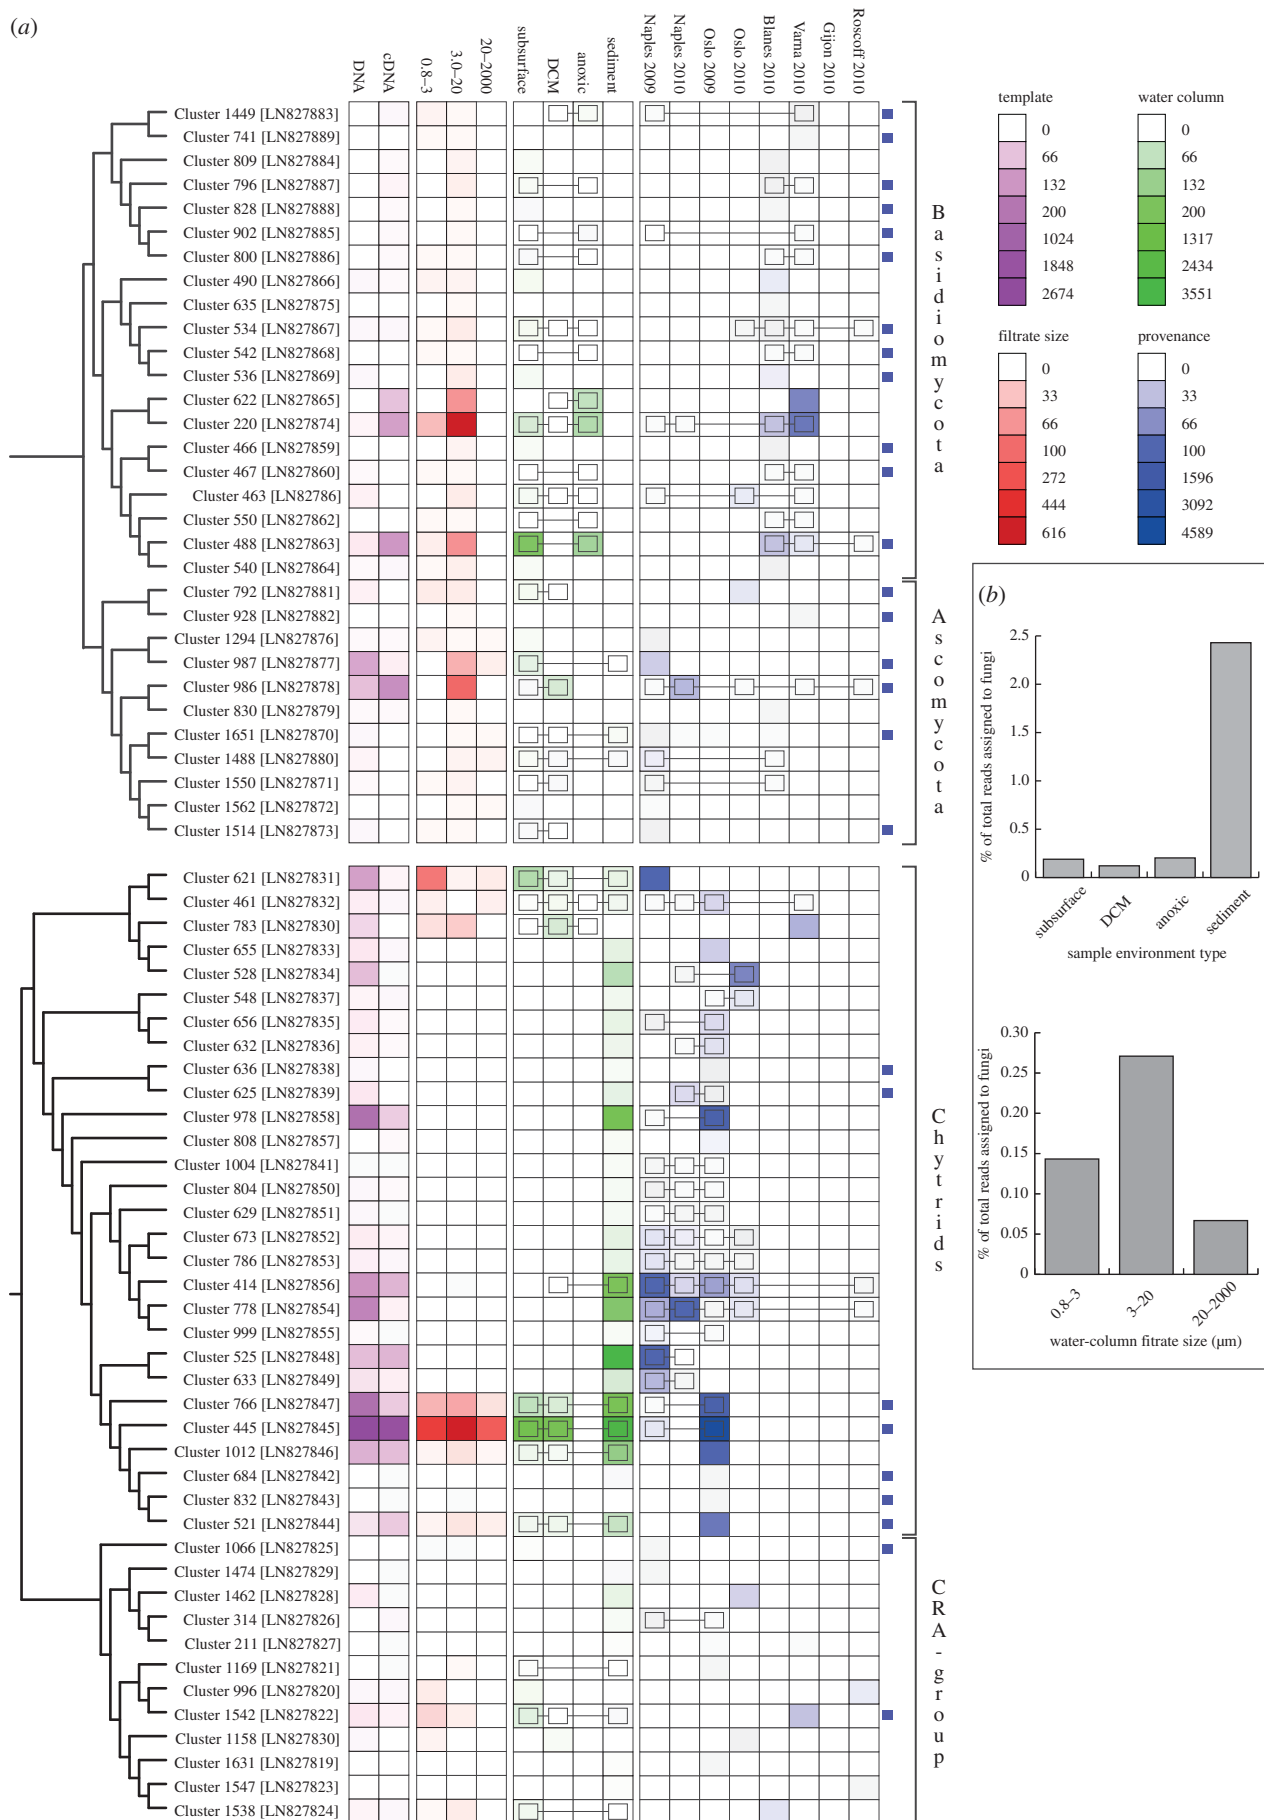 (a)
DNA
cDNA
0.8–3
3.0–20
20–2000
subsurface
DCM
anoxic
sediment
Naples 2009
Naples 2010
Oslo 2009
Oslo 2010
Blanes 2010
Varna 2010
Gijon 2010
Roscoff 2010
Cluster 1449 [LN827883]
Cluster 741 [LN827889]
Cluster 809 [LN827884]
Cluster 796 [LN827887]
Cluster 828 [LN827888]
Cluster 902 [LN827885]
Cluster 800 [LN827886]
Cluster 490 [LN827866]
Cluster 635 [LN827875]
Cluster 534 [LN827867]
Cluster 542 [LN827868]
Cluster 536 [LN827869]
Cluster 622 [LN827865]
Cluster 220 [LN827874]
Cluster 466 [LN827859]
Cluster 467 [LN827860]
Cluster 463 [LN82786]
Cluster 550 [LN827862]
Cluster 488 [LN827863]
Cluster 540 [LN827864]
Cluster 792 [LN827881]
Cluster 928 [LN827882]
Cluster 1294 [LN827876]
Cluster 987 [LN827877]
Cluster 986 [LN827878]
Cluster 830 [LN827879]
Cluster 1651 [LN827870]
Cluster 1488 [LN827880]
Cluster 1550 [LN827871]
Cluster 1562 [LN827872]
Cluster 1514 [LN827873]
Cluster 621 [LN827831]
Cluster 461 [LN827832]
Cluster 783 [LN827830]
Cluster 655 [LN827833]
Cluster 528 [LN827834]
Cluster 548 [LN827837]
Cluster 656 [LN827835]
Cluster 632 [LN827836]
Cluster 636 [LN827838]
Cluster 625 [LN827839]
Cluster 978 [LN827858]
Cluster 808 [LN827857]
Cluster 1004 [LN827841]
Cluster 804 [LN827850]
Cluster 629 [LN827851]
Cluster 673 [LN827852]
Cluster 786 [LN827853]
Cluster 414 [LN827856]
Cluster 778 [LN827854]
Cluster 999 [LN827855]
Cluster 525 [LN827848]
Cluster 633 [LN827849]
Cluster 766 [LN827847]
Cluster 445 [LN827845]
Cluster 1012 [LN827846]
Cluster 684 [LN827842]
Cluster 832 [LN827843]
Cluster 521 [LN827844]
Cluster 1066 [LN827825]
Cluster 1474 [LN827829]
Cluster 1462 [LN827828]
Cluster 314 [LN827826]
Cluster 211 [LN827827]
Cluster 1169 [LN827821]
Cluster 996 [LN827820]
Cluster 1542 [LN827822]
Cluster 1158 [LN827830]
Cluster 1631 [LN827819]
Cluster 1547 [LN827823]
Cluster 1538 [LN827824]
Basidiomycota
Ascomycota
Chytrids
CRA-group
template
0
66
132
200
1024
1848
2674
water column
0
66
132
200
1317
2434
3551
filtrate size
0
33
66
100
272
444
616
provenance
0
33
66
100
1596
3092
4589
(b)
% of total reads assigned to fungi
2.5
2.0
1.5
1.0
0.5
0
subsurface
DCM
anoxic
sediment
sample environment type
% of total reads assigned to fungi
0.30
0.25
0.20
0.15
0.10
0.05
0
0.8–3
3–20
20–2000
water-column fitrate size (μm)